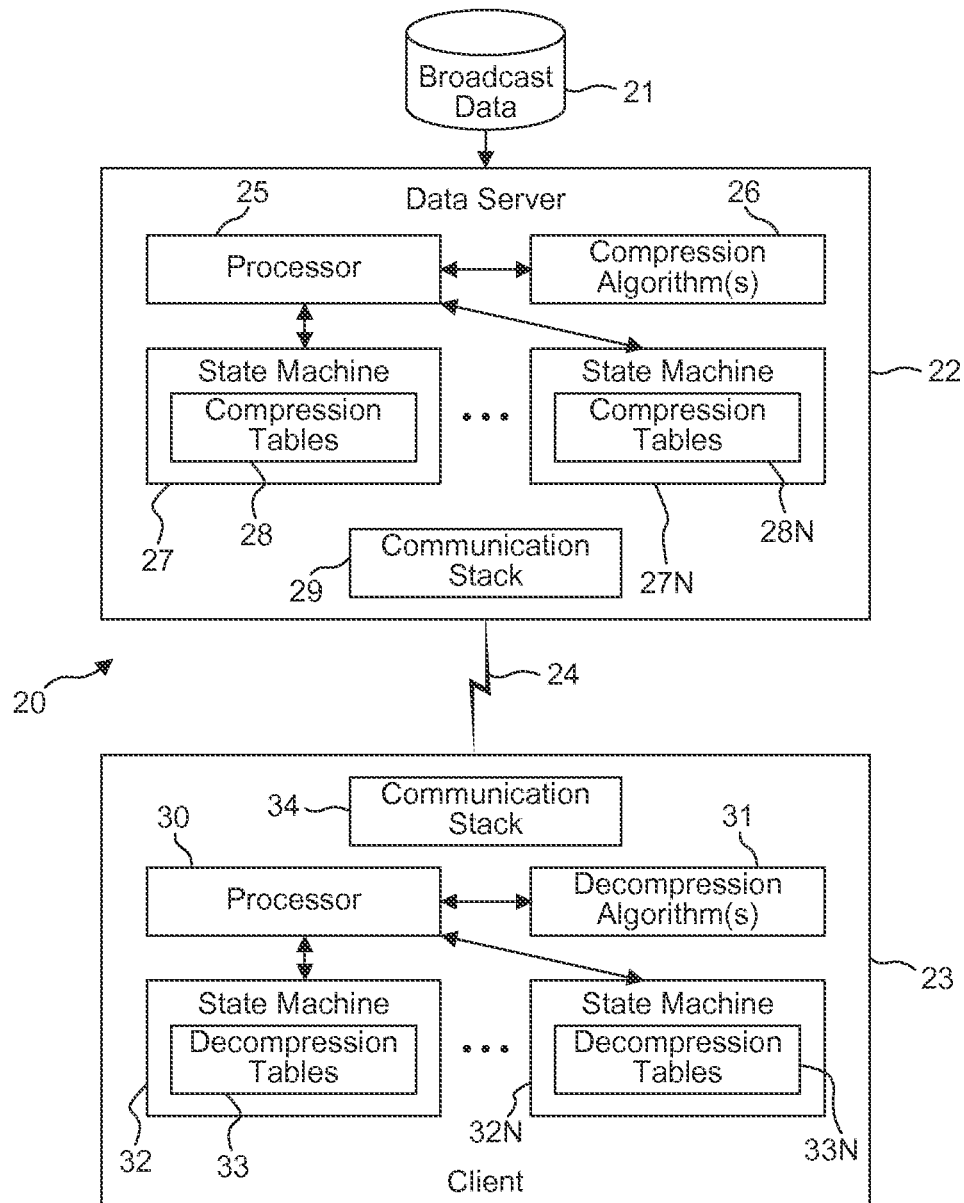 Broadcast
Data
21
Data Server
25
26
Processor
Compression
Algorithm(s)
State Machine
State Machine
22
Compression
Tables
Compression
Tables
27
28
28N
Communication
Stack
29
27N
24
20
34
Communication
Stack
30
31
Processor
Decompression
Algorithm(s)
State Machine
State Machine
23
Decompression
Tables
Decompression
Tables
32
33
32N
33N
Client